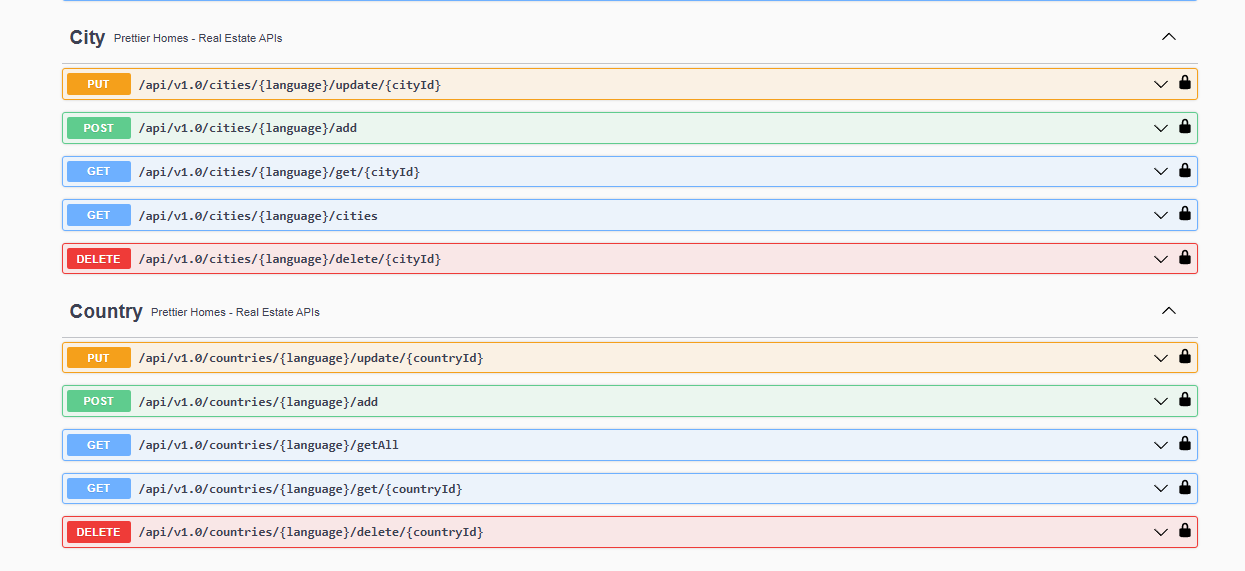 City Prettier Homes - Real Estate APIs
PUT /api/v1.0/cities/{language}/update/{cityId}
POST /api/v1.0/cities/{language}/add
GET /api/v1.0/cities/{language}/get/{cityId}
GET /api/v1.0/cities/{language}/cities
DELETE /api/v1.0/cities/{language}/delete/{cityId}
Country Prettier Homes - Real Estate APIs
PUT /api/v1.0/countries/{language}/update/{countryId}
POST /api/v1.0/countries/{language}/add
GET /api/v1.0/countries/{language}/getAll
GET /api/v1.0/countries/{language}/get/{countryId}
DELETE /api/v1.0/countries/{language}/delete/{countryId}